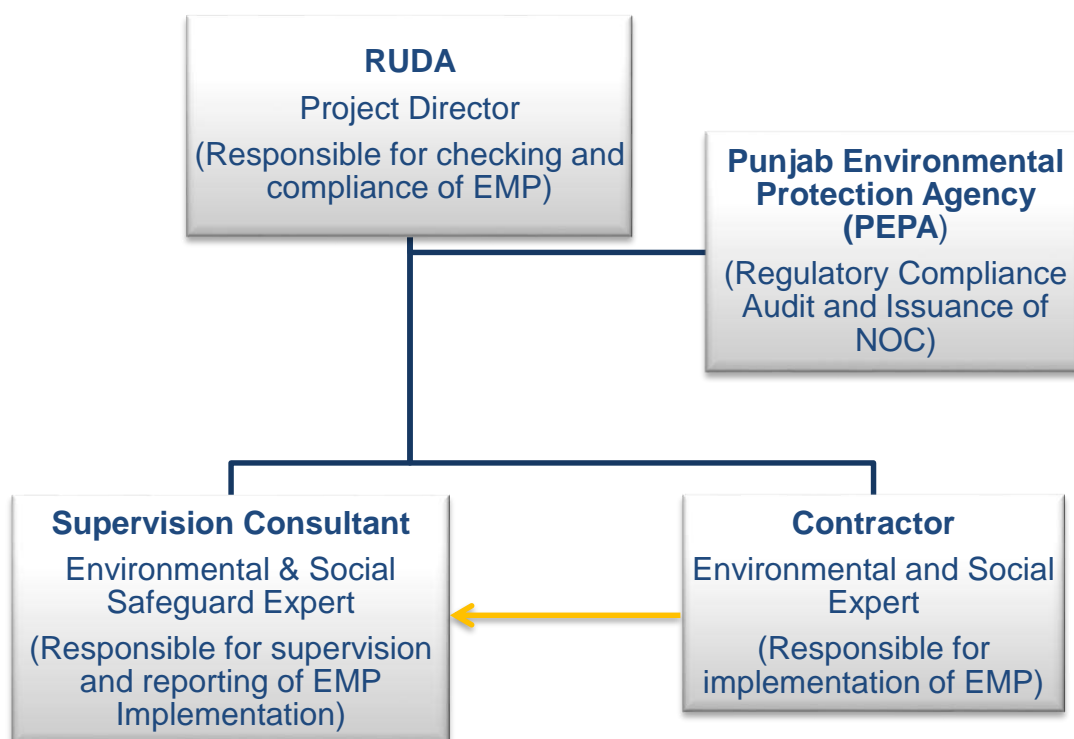 RUDA
Project Director
(Responsible for checking and
compliance of EMP)
Punjab Environmental
Protection Agency
(PEPA)
(Regulatory Compliance
Audit and Issuance of
NOC)
Supervision Consultant
Environmental & Social
Safeguard Expert
(Responsible for supervision
and reporting of EMP
Implementation)
Contractor
Environmental and Social
Expert
(Responsible for
implementation of EMP)